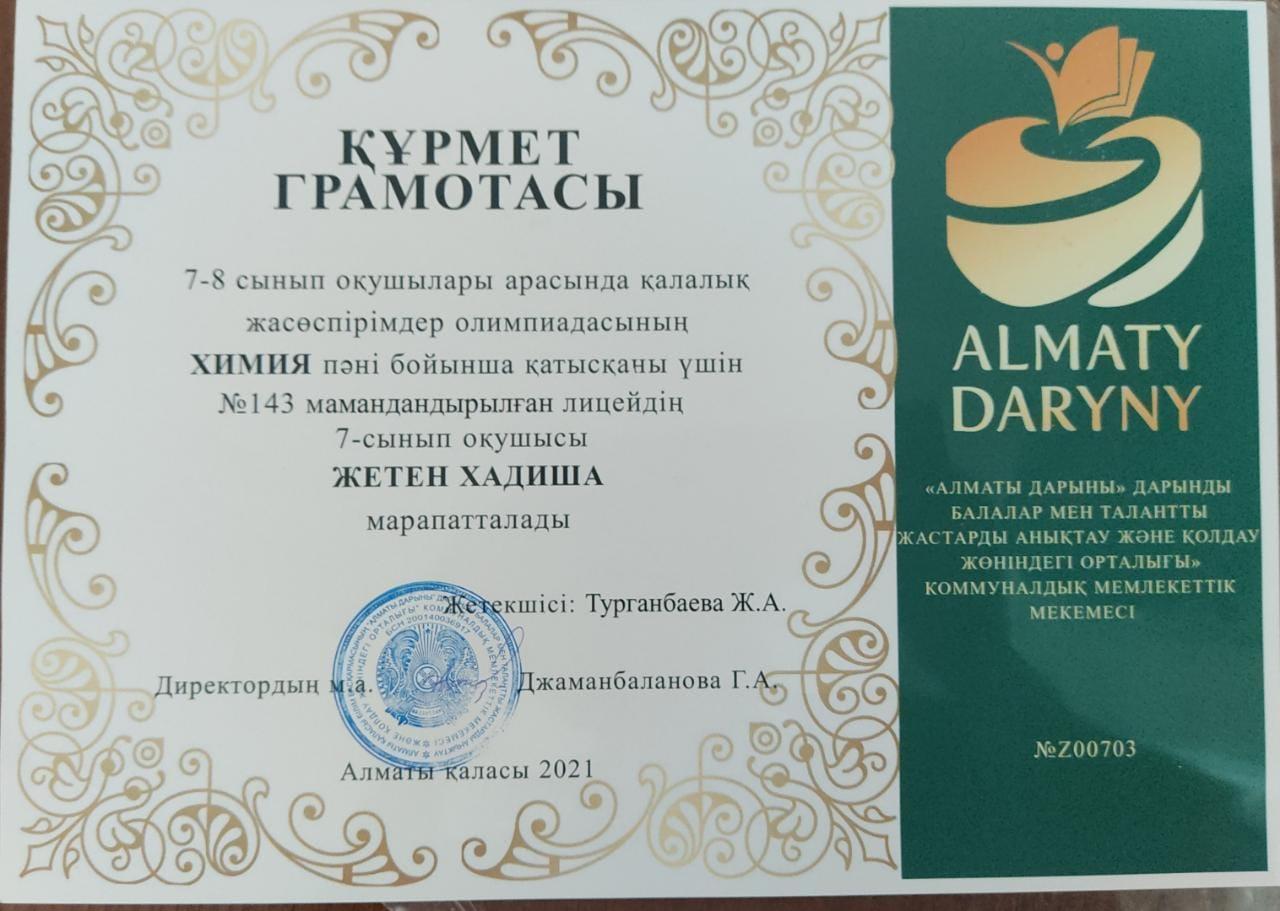 ҚҰРМЕТ
ГРАМОТАСЫ
7-8 сынып оқушылары арасында қалалық
жасөспірімдер олимпиадасының
ХИМИЯ пәні бойынша қатысқаны үшін
№143 мамандандырылған лицейдің
7-сынып оқушысы
ЖЕТЕН ХАДИША
марапатталады
Жетекшісі: Турганбаева Ж.А.
Директордың м.а. Джаманбаланова Г.А.
Алматы қаласы 2021
БСН 200140036917
ALMATY
DARYNY
«АЛМАТЫ ДАРЫНЫ» ДАРЫНДЫ
БАЛАЛАР МЕН ТАЛАНТТЫ
ЖАСТАРДЫ АНЫҚТАУ ЖӘНЕ ҚОЛДАУ
ЖӨНІНДЕГІ ОРТАЛЫҒЫ»
КОММУНАЛДЫҚ МЕМЛЕКЕТТІК
МЕКЕМЕСІ
№Z00703